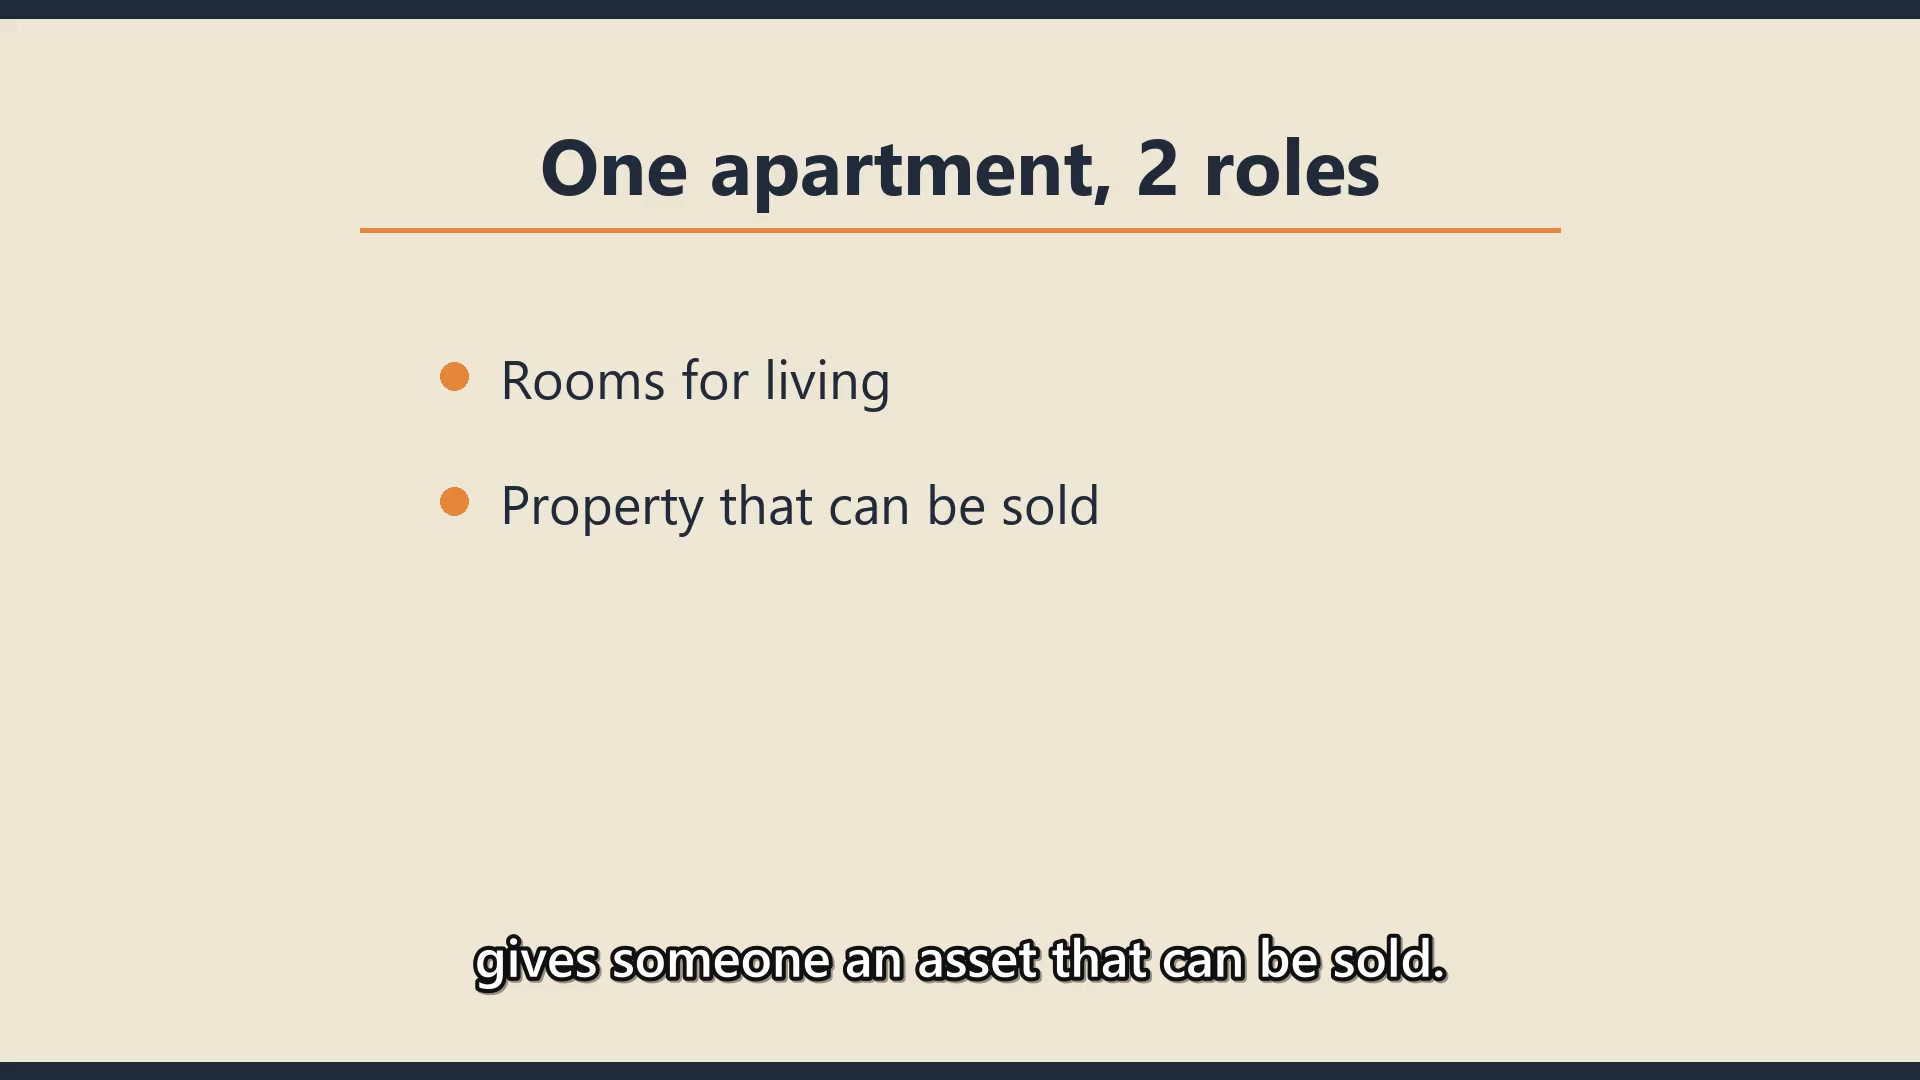 One apartment, 2 roles
Rooms for living
Property that can be sold
gives someone an asset that can be sold.